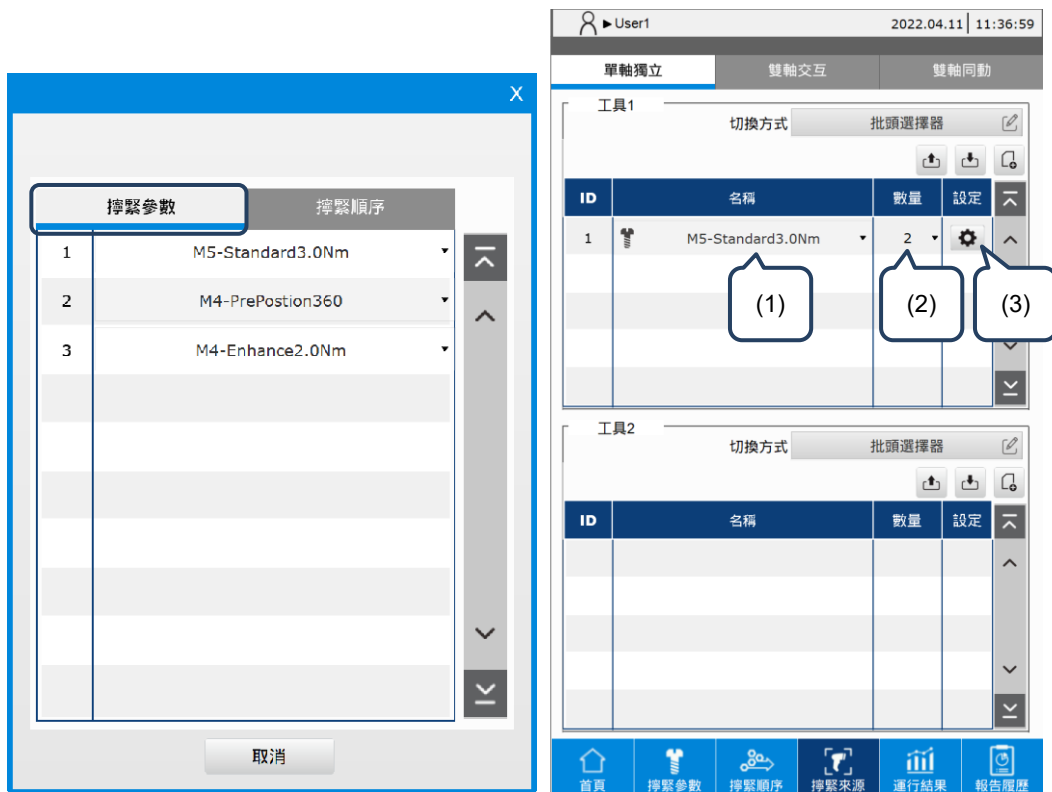 X
擰緊參數 擰緊順序
1 M5-Standard3.0Nm
2 M4-PrePostion360
3 M4-Enhance2.0Nm
取消
User1 2022.04.11 11:36:59
單軸獨立 雙軸交互 雙軸同動
工具1
切換方式 批頭選擇器
ID 名稱 數量 設定
1 M5-Standard3.0Nm 2
(1) (2) (3)
工具2
切換方式 批頭選擇器
ID 名稱 數量 設定
首頁 擰緊參數 擰緊順序 擰緊來源 運行結果 報告履歷